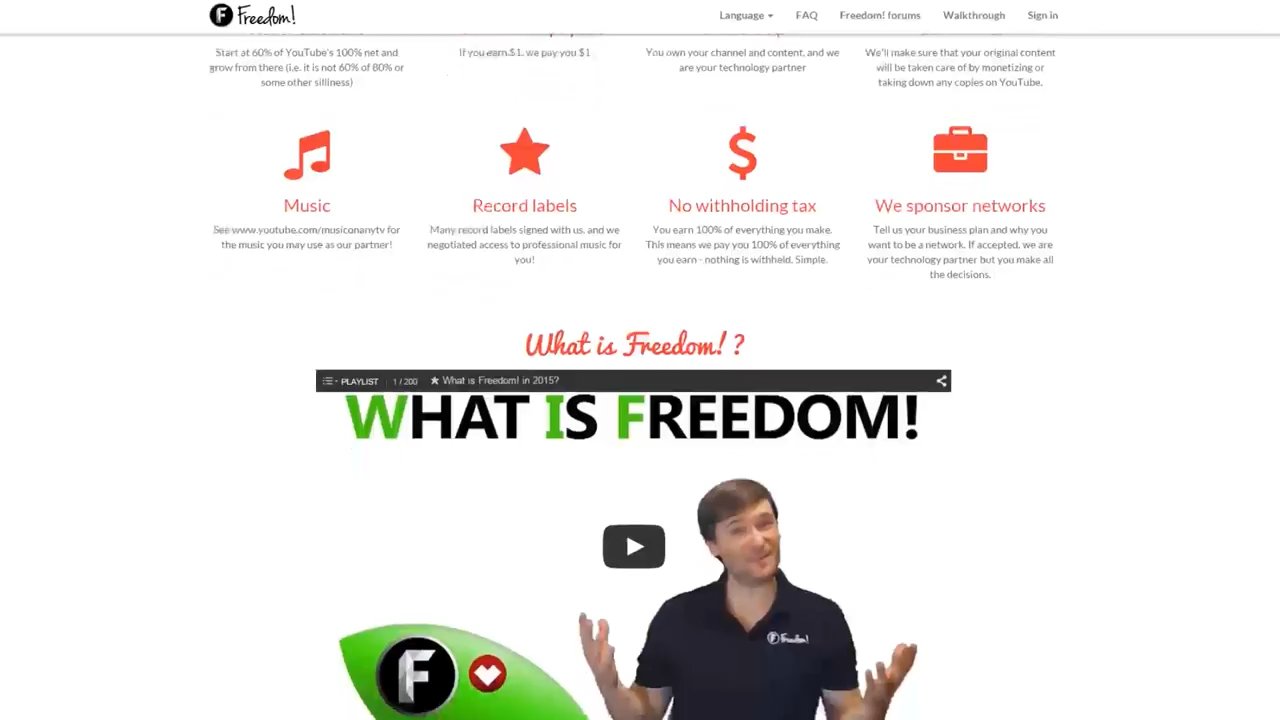 Freedom!
Language FAQ Freedom! forums Walkthrough Sign in
Start at 60% of YouTube's 100% net and
grow from there (i.e. it is not 60% of 80% or
some other silliness)
If you earn $1, we pay you $1
You own your channel and content, and we
are your technology partner
We'll make sure that your original content
will be taken care of by monetizing or
taking down any copies on YouTube.
Music
See www.youtube.com/musiconanytv for
the music you may use as our partner!
Record labels
Many record labels signed with us, and we
negotiated access to professional music for
you!
No withholding tax
You earn 100% of everything you make.
This means we pay you 100% of everything
you earn - nothing is withheld. Simple.
We sponsor networks
Tell us your business plan and why you
want to be a network. If accepted, we are
your technology partner but you make all
the decisions.
What is Freedom! ?
PLAYLIST 1 / 200 ★ What is Freedom! in 2015?
WHAT IS FREEDOM!
F
Freedom!